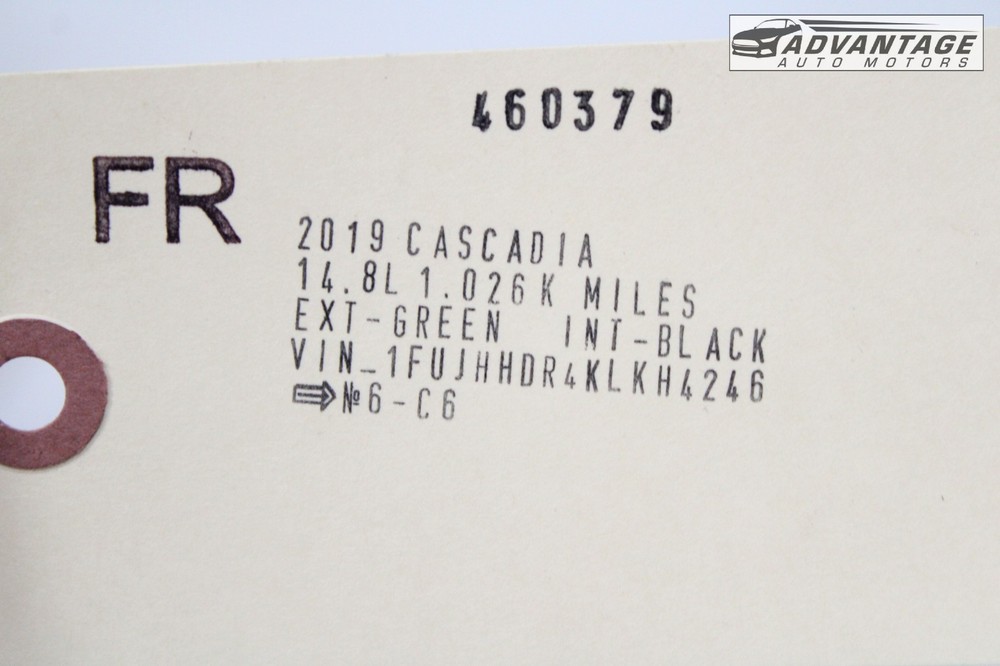 ADVANTAGE
AUTO MOTORS
460379
FR
2019 CASCADIA
14.8L 1.026K MILES
EXT-GREEN INT-BLACK
VIN_1FUJHHDR4KLKH4246
⇒ №6-C6